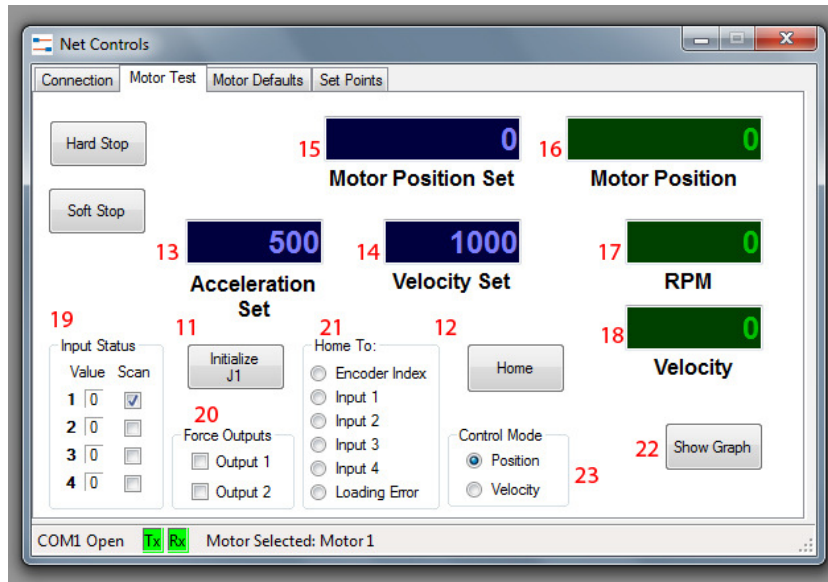 Net Controls
Connection Motor Test Motor Defaults Set Points
Hard Stop
15 0
Motor Position Set
16 0
Motor Position
Soft Stop
13 500
Acceleration
Set
14 1000
Velocity Set
17 0
RPM
18 0
Velocity
19
Input Status
Value Scan
1 0
2 0
3 0
4 0
11
Initialize
J1
20
Force Outputs
Output 1
Output 2
21
Home To:
Encoder Index
Input 1
Input 2
Input 3
Input 4
Loading Error
12
Home
Control Mode
Position
Velocity
23
22 Show Graph
COM1 Open Tx Rx Motor Selected: Motor 1